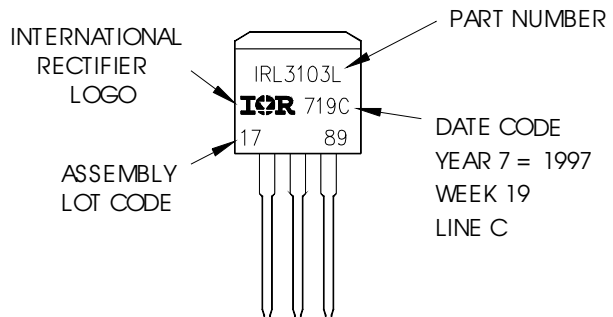 INTERNATIONAL
RECTIFIER
LOGO
ASSEMBLY
LOT CODE
IRL3103L
IOR 719C
17 89
PART NUMBER
DATE CODE
YEAR 7 = 1997
WEEK 19
LINE C